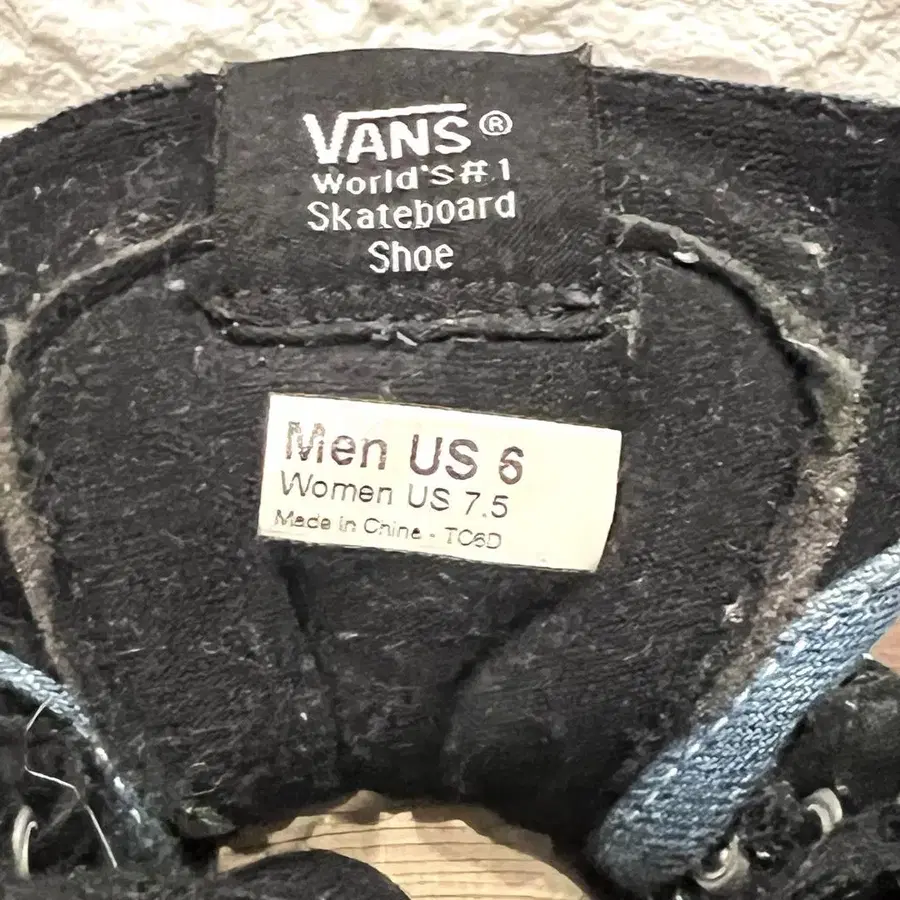 VANS®
World's #1
Skateboard
Shoe
Men US 6
Women US 7.5
Made in China - TC6D